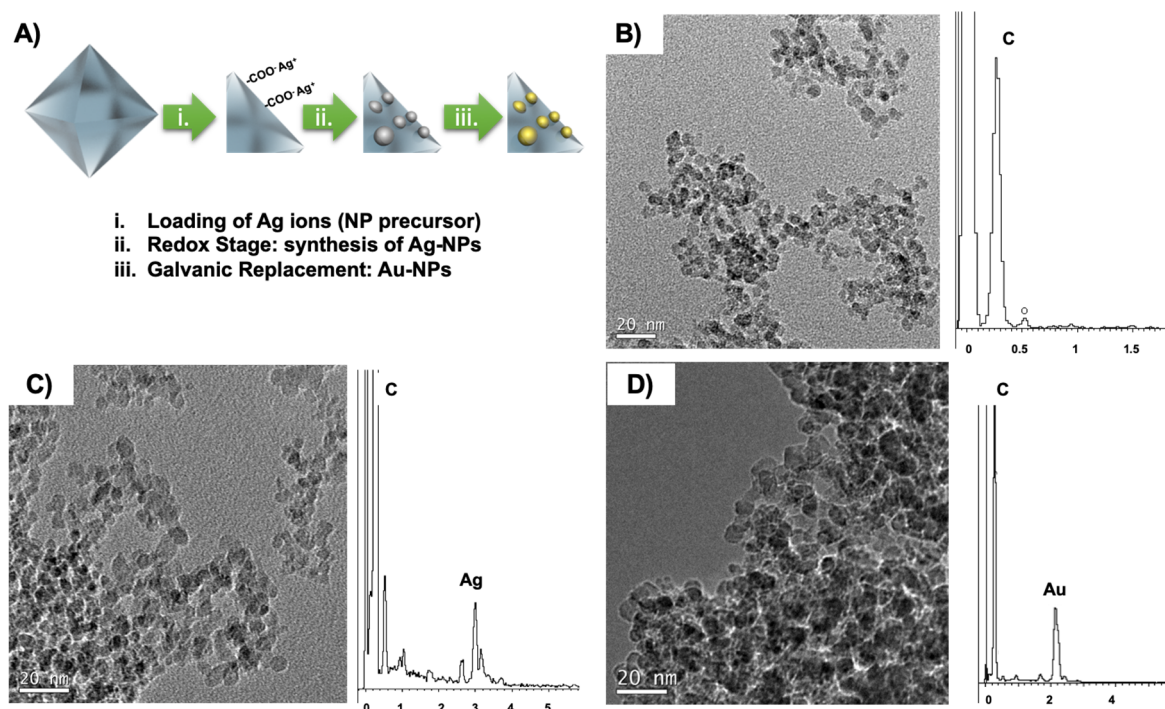 A)
-COO⁻Ag⁺
-COO⁻Ag⁺
i.
ii.
iii.
i. Loading of Ag ions (NP precursor)
ii. Redox Stage: synthesis of Ag-NPs
iii. Galvanic Replacement: Au-NPs
B)
20 nm
C
O
0 0.5 1 1.5
C)
20 nm
C
Ag
0 1 2 3 4 5
D)
20 nm
C
Au
0 2 4